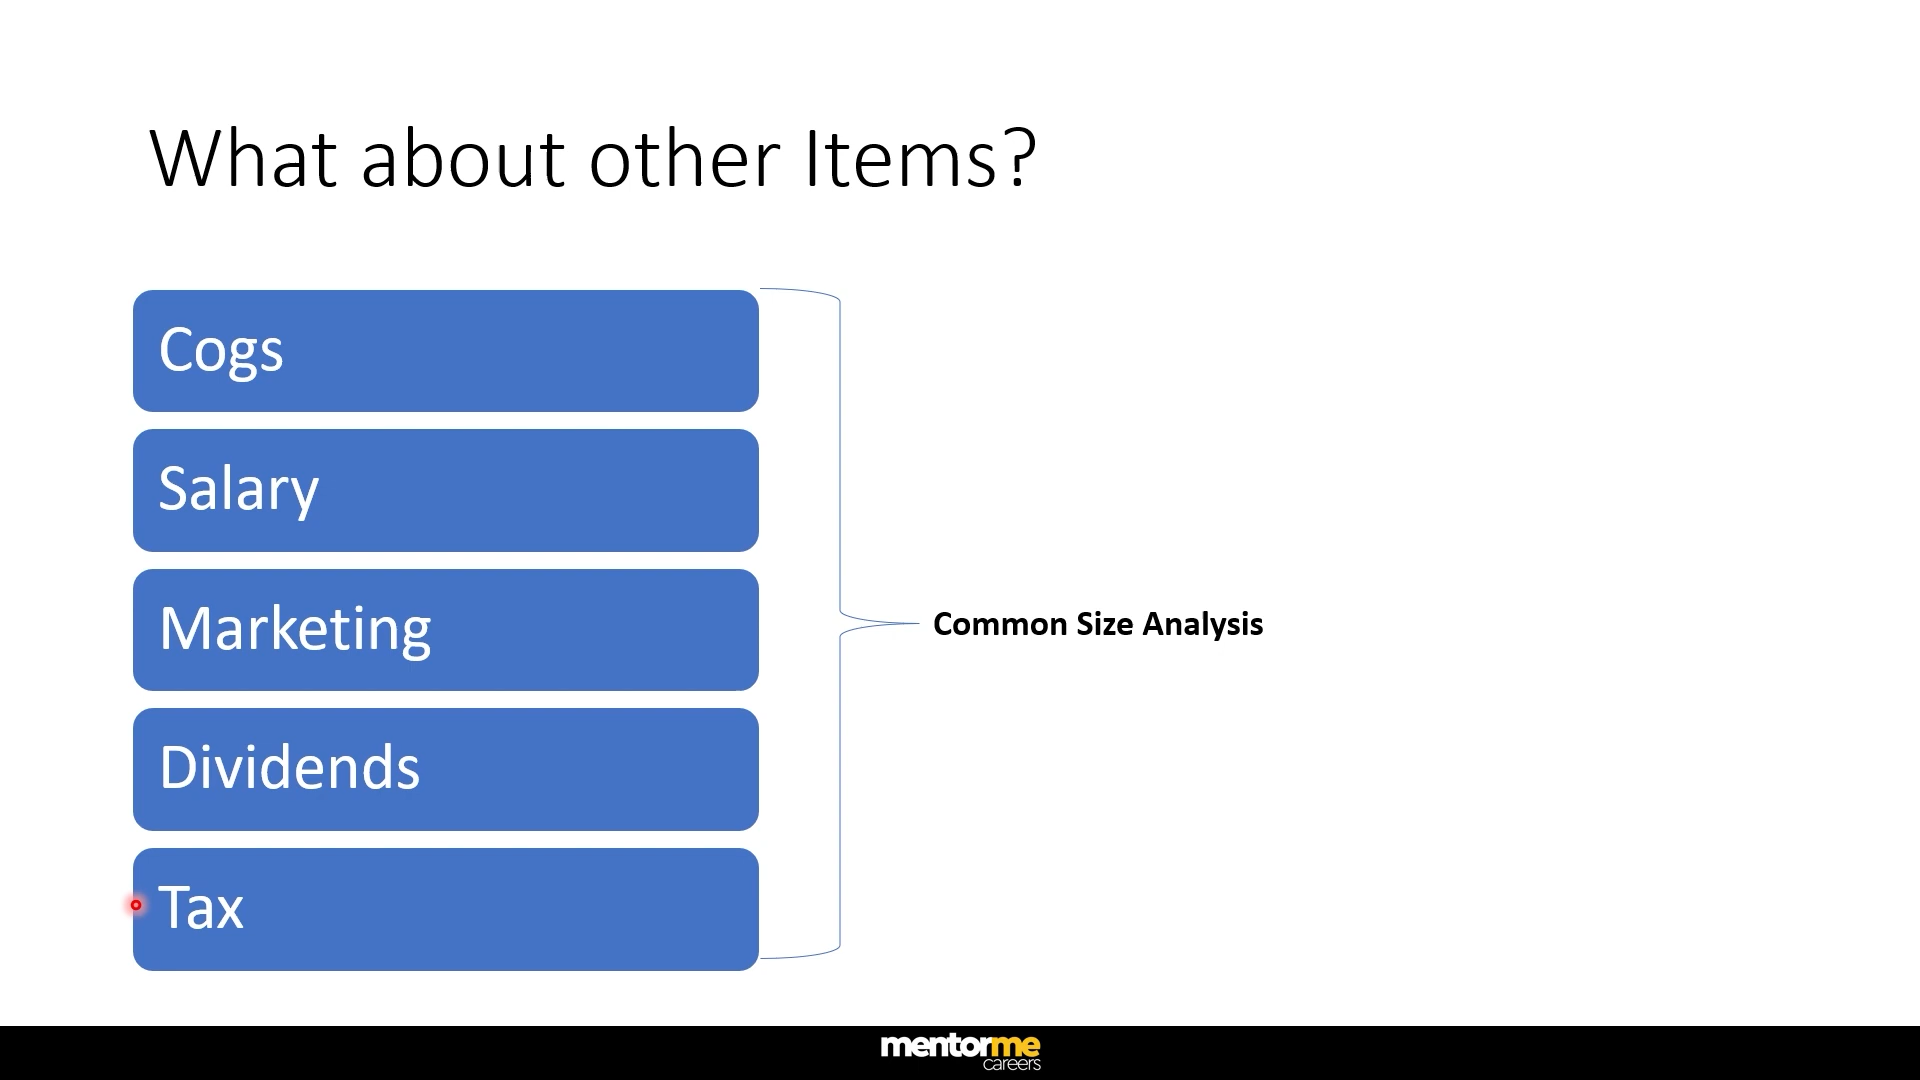 What about other Items?
Cogs
Salary
Marketing
Dividends
Tax
Common Size Analysis
mentorme
careers